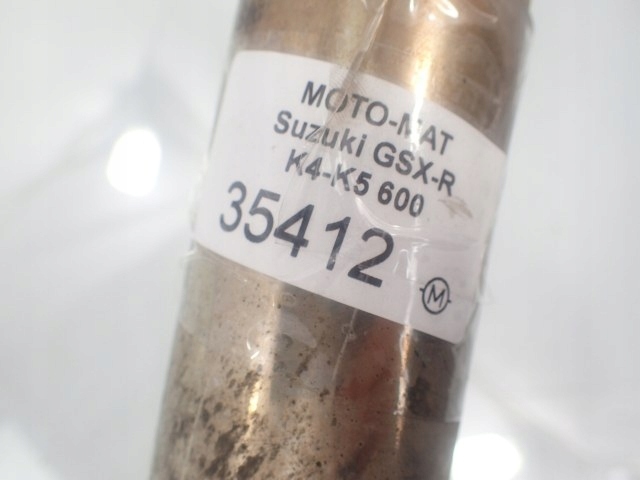 MOTO-MAT
Suzuki GSX-R
K4-K5 600
35412
M